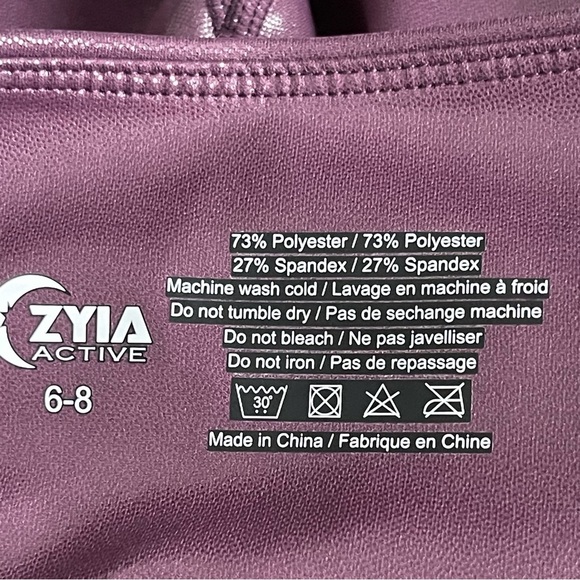 ZYIA
ACTIVE
6-8
73% Polyester / 73% Polyester
27% Spandex / 27% Spandex
Machine wash cold / Lavage en machine à froid
Do not tumble dry / Pas de sechange machine
Do not bleach / Ne pas javelliser
Do not iron / Pas de repassage
30°
Made in China / Fabrique en Chine